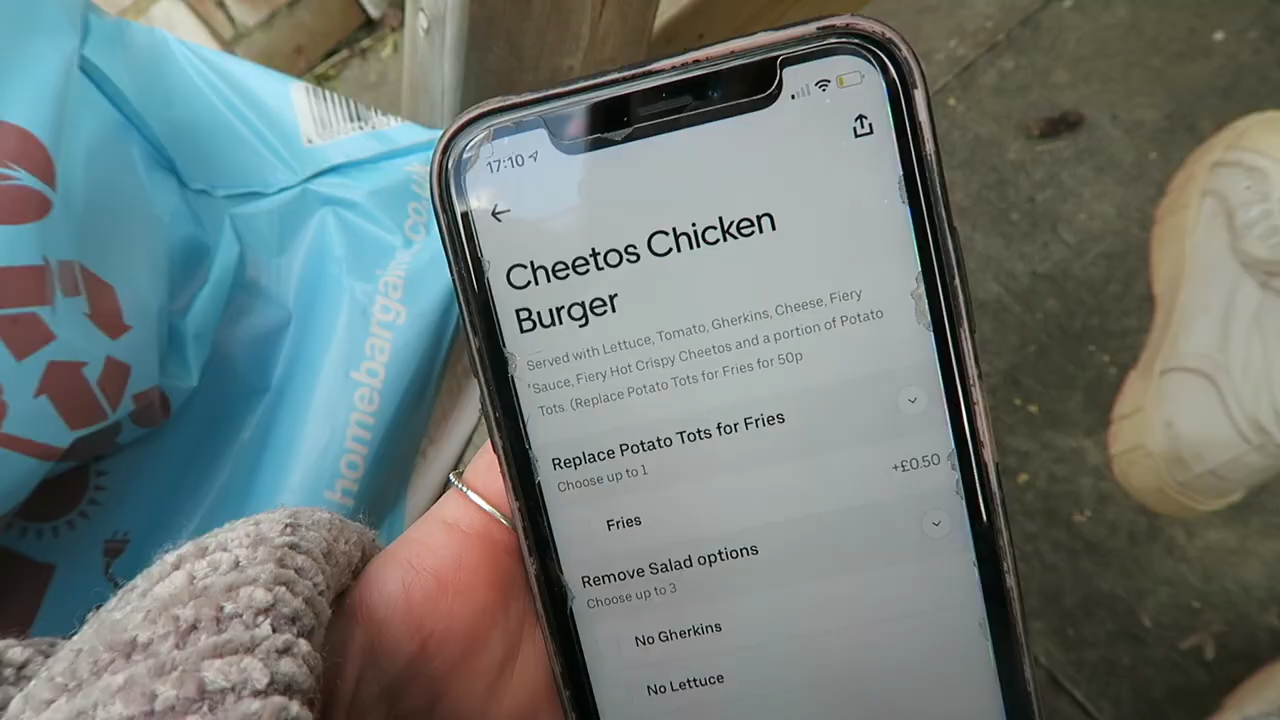 17:10
Cheetos Chicken
Burger
Served with Lettuce, Tomato, Gherkins, Cheese, Fiery
Sauce, Fiery Hot Crispy Cheetos and a portion of Potato
Tots. (Replace Potato Tots for Fries for 50p
Replace Potato Tots for Fries
Choose up to 1
Fries
+£0.50
Remove Salad options
Choose up to 3
No Gherkins
No Lettuce
homebargains.co.u